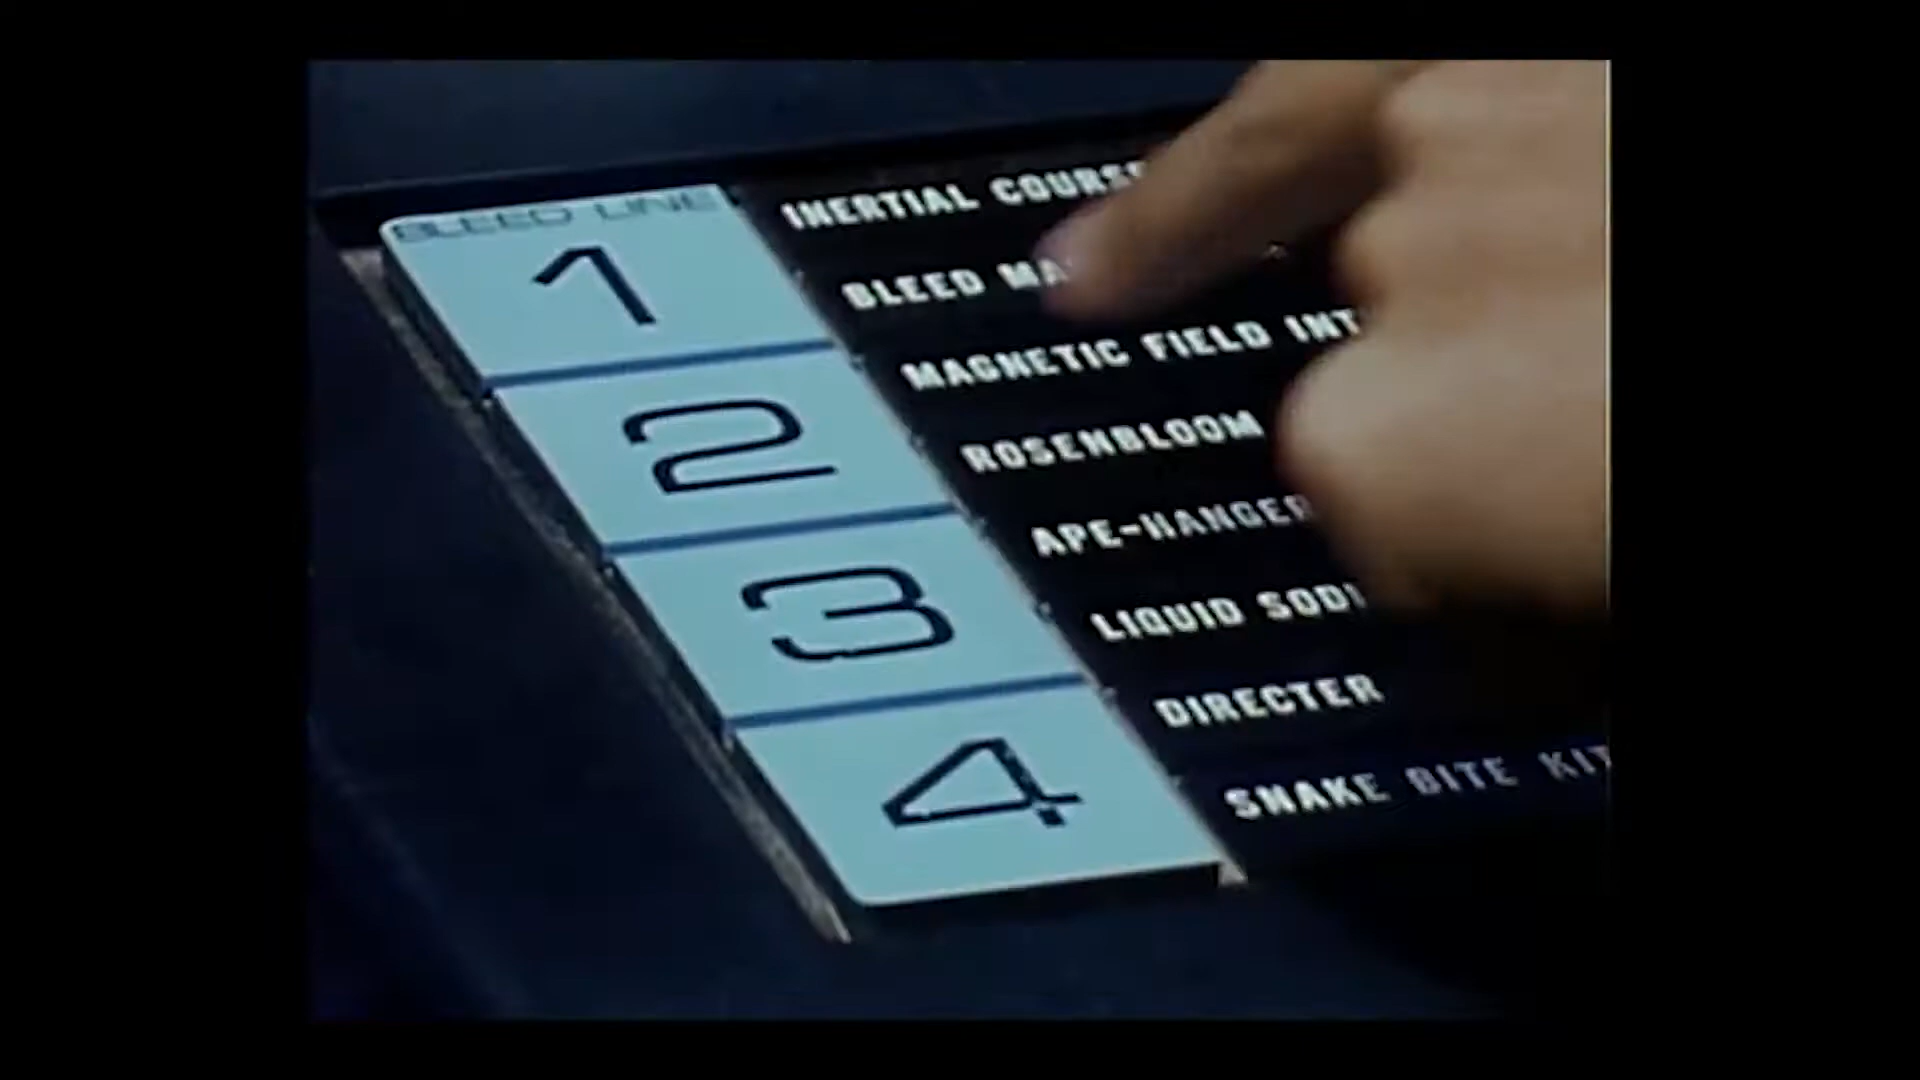 BLEED LINE
1
2
3
4
INERTIAL COURSE
BLEED MA
MAGNETIC FIELD INT
ROSENBLOOM
APE-HANGER
LIQUID SODI
DIRECTER
SNAKE BITE KIT